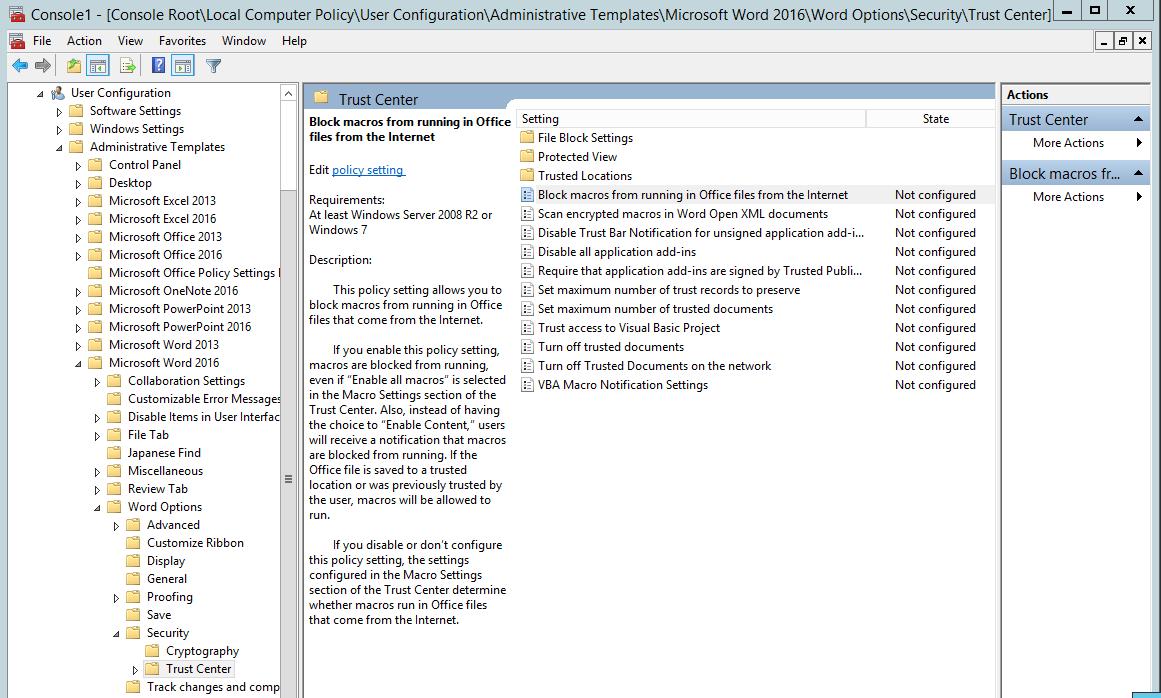 Console1 - [Console Root\Local Computer Policy\User Configuration\Administrative Templates\Microsoft Word 2016\Word Options\Security\Trust Center]
File Action View Favorites Window Help
User Configuration
Software Settings
Windows Settings
Administrative Templates
Control Panel
Desktop
Microsoft Excel 2013
Microsoft Excel 2016
Microsoft Office 2013
Microsoft Office 2016
Microsoft Office Policy Settings
Microsoft OneNote 2016
Microsoft PowerPoint 2013
Microsoft PowerPoint 2016
Microsoft Word 2013
Microsoft Word 2016
Collaboration Settings
Customizable Error Messages
Disable Items in User Interfac
File Tab
Japanese Find
Miscellaneous
Review Tab
Word Options
Advanced
Customize Ribbon
Display
General
Proofing
Save
Security
Cryptography
Trust Center
Track changes and comp
Trust Center
Block macros from running in Office
files from the Internet
Edit policy setting
Requirements:
At least Windows Server 2008 R2 or
Windows 7
Description:
This policy setting allows you to
block macros from running in Office
files that come from the Internet.
If you enable this policy setting,
macros are blocked from running,
even if “Enable all macros” is selected
in the Macro Settings section of the
Trust Center. Also, instead of having
the choice to “Enable Content,” users
will receive a notification that macros
are blocked from running. If the
Office file is saved to a trusted
location or was previously trusted by
the user, macros will be allowed to
run.
If you disable or don’t configure
this policy setting, the settings
configured in the Macro Settings
section of the Trust Center determine
whether macros run in Office files
that come from the Internet.
Setting State
File Block Settings
Protected View
Trusted Locations
Block macros from running in Office files from the Internet Not configured
Scan encrypted macros in Word Open XML documents Not configured
Disable Trust Bar Notification for unsigned application add-i... Not configured
Disable all application add-ins Not configured
Require that application add-ins are signed by Trusted Publi... Not configured
Set maximum number of trust records to preserve Not configured
Set maximum number of trusted documents Not configured
Trust access to Visual Basic Project Not configured
Turn off trusted documents Not configured
Turn off Trusted Documents on the network Not configured
VBA Macro Notification Settings Not configured
Actions
Trust Center
More Actions
Block macros fr...
More Actions